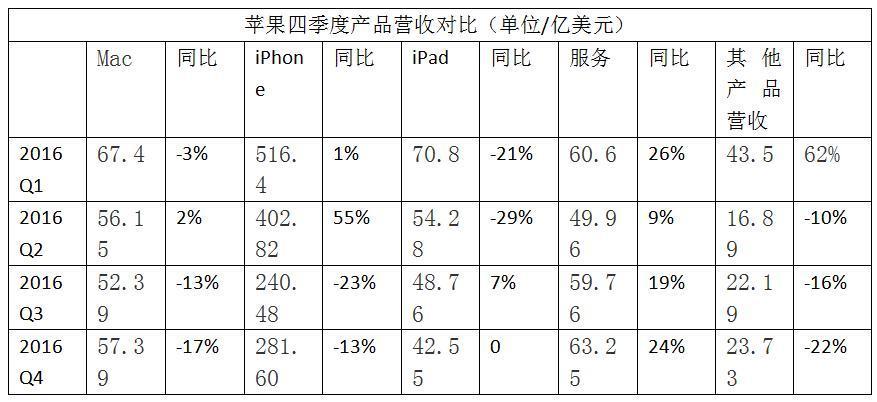 苹果四季度产品营收对比（单位/亿美元）
Mac 同比 iPhone 同比 iPad 同比 服务 同比 其他产品营收 同比
2016 Q1 67.4 -3% 516.4 1% 70.8 -21% 60.6 26% 43.5 62%
2016 Q2 56.15 2% 402.82 55% 54.28 -29% 49.96 9% 16.89 -10%
2016 Q3 52.39 -13% 240.48 -23% 48.76 7% 59.76 19% 22.19 -16%
2016 Q4 57.39 -17% 281.60 -13% 42.55 0 63.25 24% 23.73 -22%